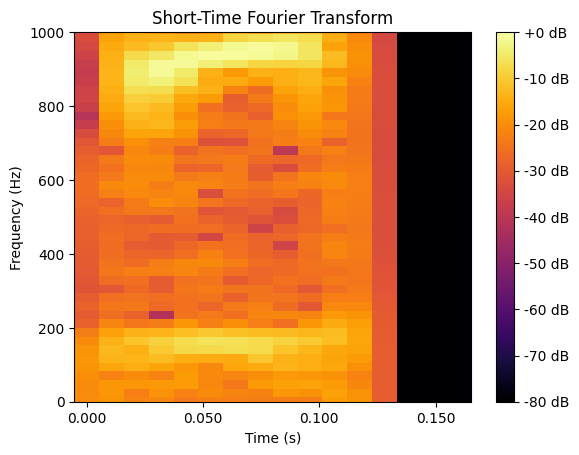 Short-Time Fourier Transform
Frequency (Hz)
1000
800
600
400
200
0
0.000
0.050
0.100
0.150
Time (s)
+0 dB
-10 dB
-20 dB
-30 dB
-40 dB
-50 dB
-60 dB
-70 dB
-80 dB